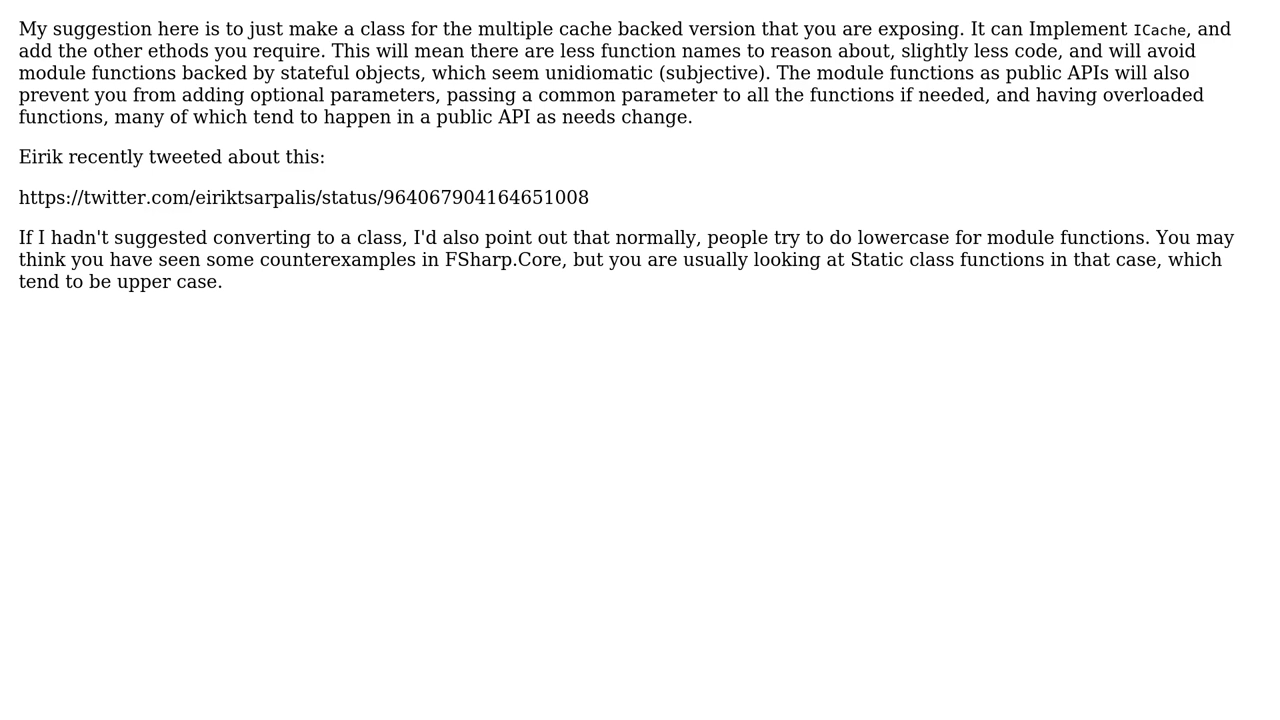 My suggestion here is to just make a class for the multiple cache backed version that you are exposing. It can Implement ICache, and
add the other ethods you require. This will mean there are less function names to reason about, slightly less code, and will avoid
module functions backed by stateful objects, which seem unidiomatic (subjective). The module functions as public APIs will also
prevent you from adding optional parameters, passing a common parameter to all the functions if needed, and having overloaded
functions, many of which tend to happen in a public API as needs change.
Eirik recently tweeted about this:
https://twitter.com/eiriktsarpalis/status/964067904164651008
If I hadn't suggested converting to a class, I'd also point out that normally, people try to do lowercase for module functions. You may
think you have seen some counterexamples in FSharp.Core, but you are usually looking at Static class functions in that case, which
tend to be upper case.